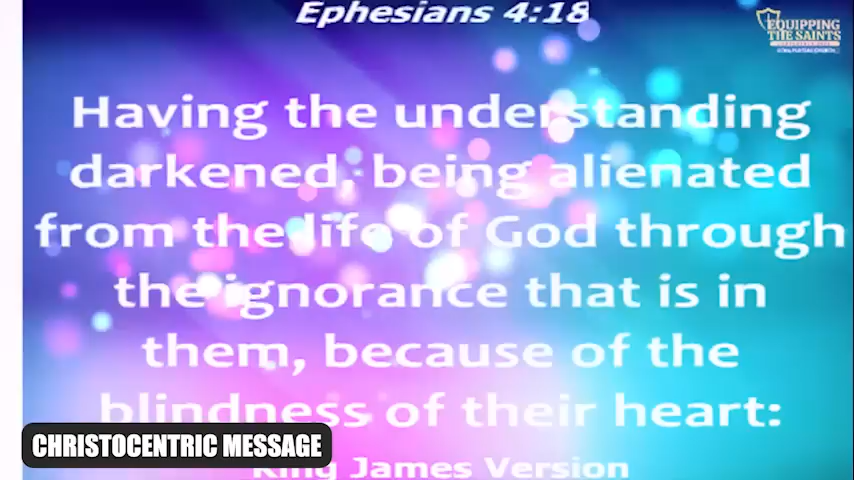 Ephesians 4:18
EQUIPPING
THE SAINTS
Having the understanding
darkened, being alienated
from the life of God through
the ignorance that is in
them, because of the
blindness of their heart:
CHRISTOCENTRIC MESSAGE
King James Version